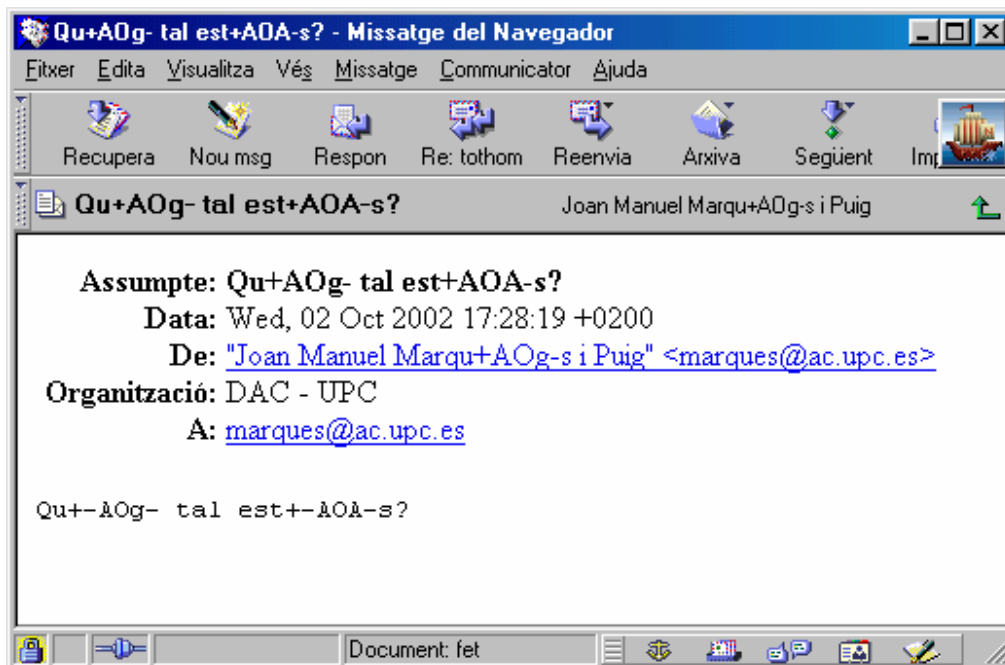 Qu+AOg- tal est+AOA-s? - Missatge del Navegador
Fitxer Edita Visualitza Vés Missatge Communicator Ajuda
Recupera Nou msg Respon Re: tothom Reenvia Arxiva Següent Imp
Qu+AOg- tal est+AOA-s? Joan Manuel Marqu+AOg-s i Puig
Assumpte: Qu+AOg- tal est+AOA-s?
Data: Wed, 02 Oct 2002 17:28:19 +0200
De: "Joan Manuel Marqu+AOg-s i Puig" <marques@ac.upc.es>
Organització: DAC - UPC
A: marques@ac.upc.es
Qu+-AOg- tal est+-AOA-s?
Document: fet